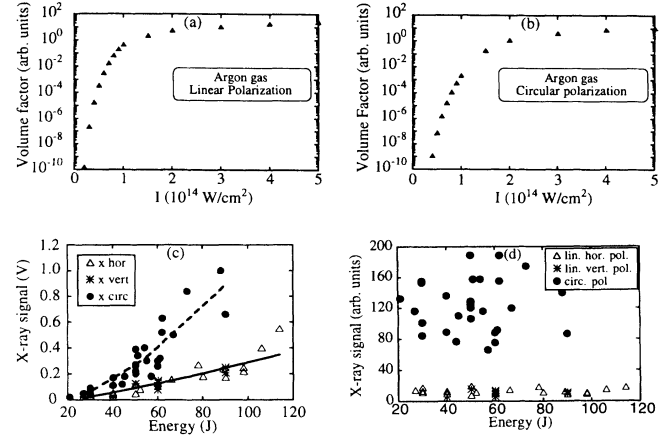 (a)
Volume factor (arb. units)
10^2
10^0
10^-2
10^-4
10^-6
10^-8
10^-10
Argon gas
Linear Polarization
0 1 2 3 4 5
I (10^14 W/cm^2)
(b)
Volume Factor (arb. units)
10^2
10^0
10^-2
10^-4
10^-6
10^-8
10^-10
Argon gas
Circular polarization
0 1 2 3 4 5
I (10^14 W/cm^2)
(c)
X-ray signal (V)
1.2
1.0
0.8
0.6
0.4
0.2
0
x hor
x vert
x circ
20 40 60 80 100 120
Energy (J)
(d)
X-ray signal (arb. units)
200
160
120
80
40
0
lin. hor. pol.
lin. vert. pol.
circ. pol
20 40 60 80 100 120
Energy (J)